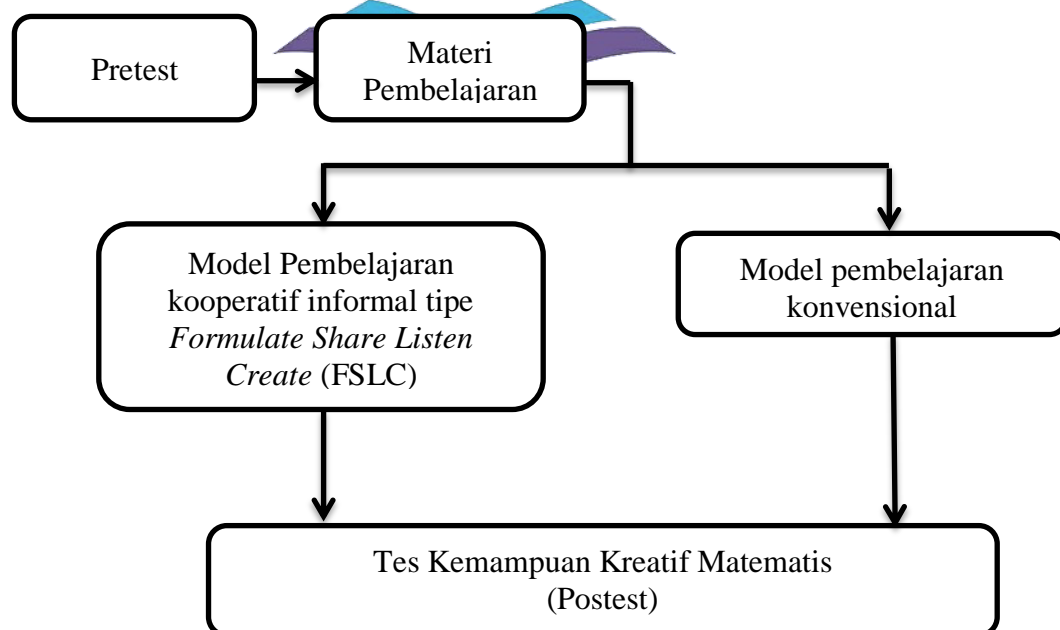 Pretest
Materi
Pembelajaran
Model Pembelajaran
kooperatif informal tipe
Formulate Share Listen
Create (FSLC)
Model pembelajaran
konvensional
Tes Kemampuan Kreatif Matematis
(Postest)